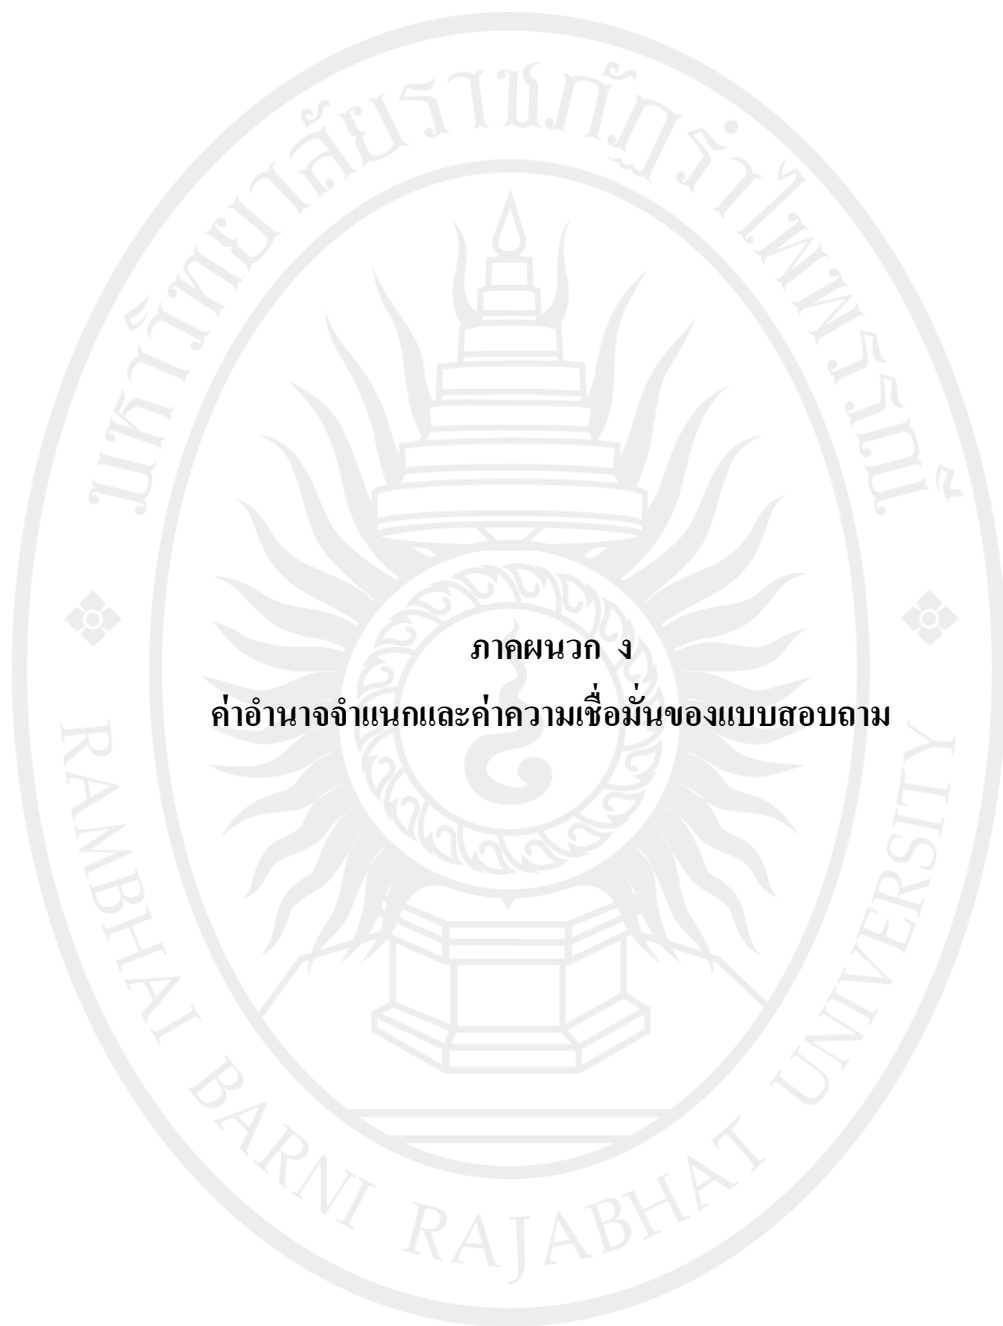 มหาวิทยาลัยราชภัฏรำไพพรรณี
ภาคผนวก ง
ค่าอำนาจจำแนกและค่าความเชื่อมั่นของแบบสอบถาม
RAMBHAI BARNI RAJABHAT UNIVERSITY